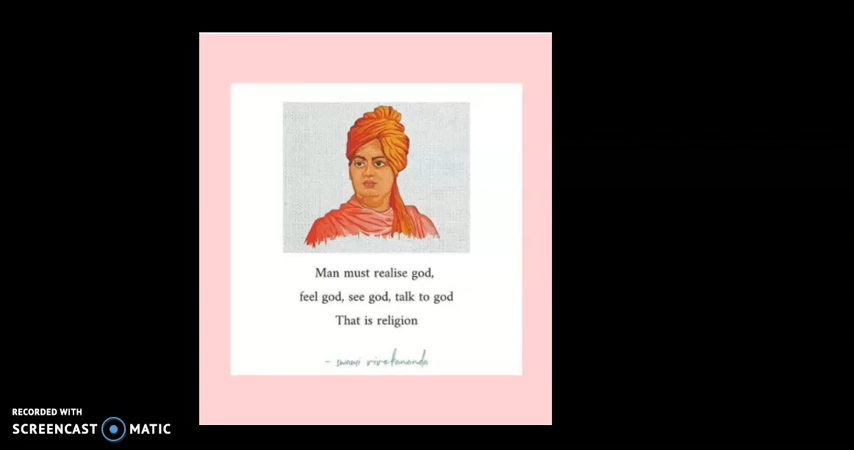 Man must realise god,
feel god, see god, talk to god
That is religion
- swami vivekananda
RECORDED WITH
SCREENCAST MATIC